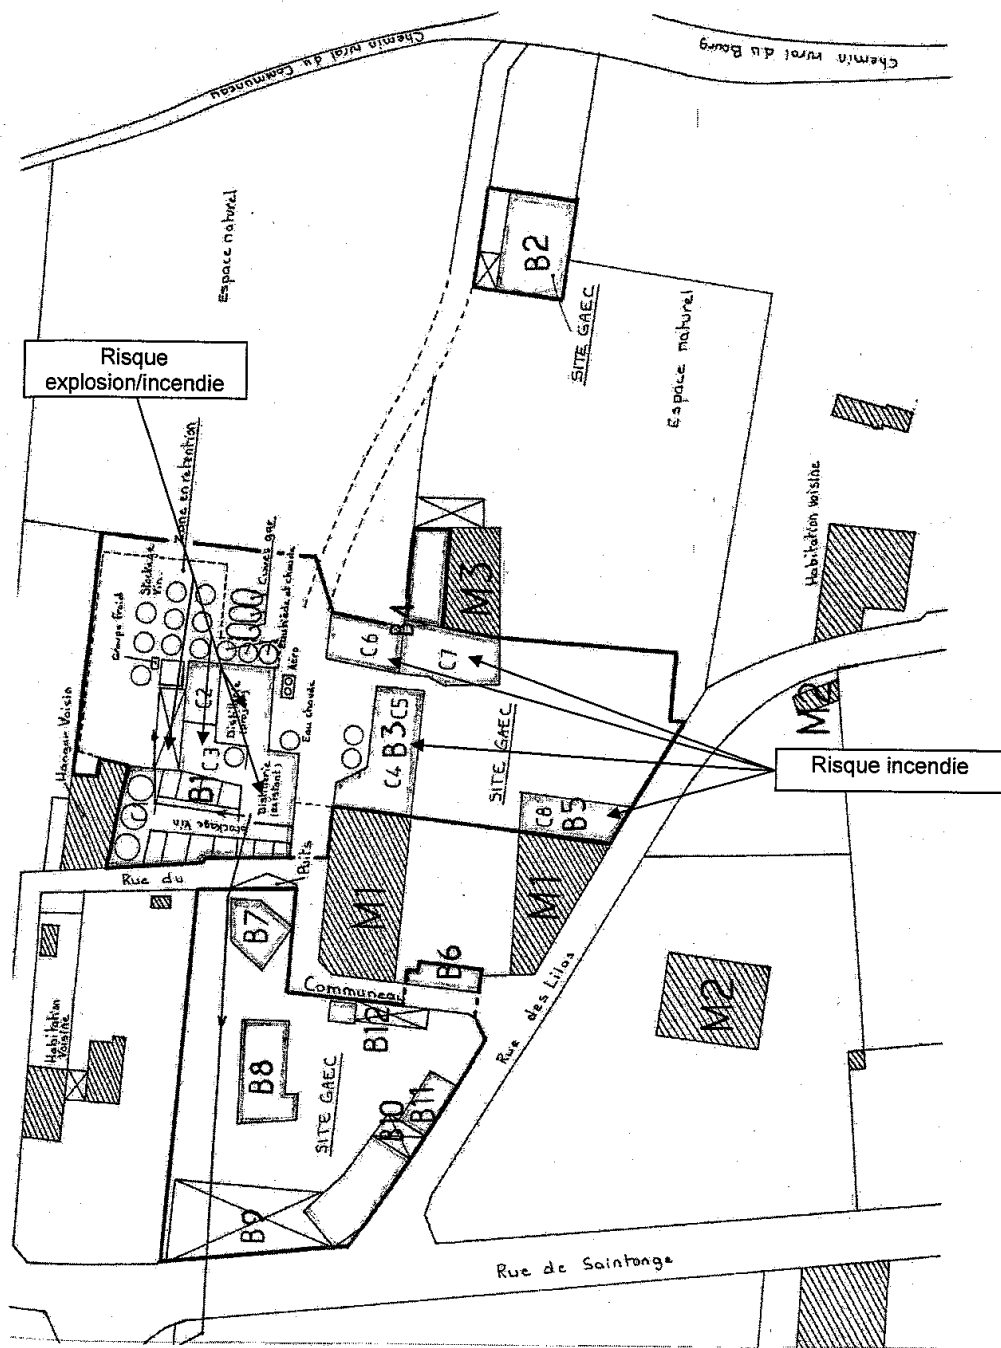 Chemin rural du Communeau
Chemin rural du Bourg
Espace naturel
B2
SITE GAEC
Risque
explosion/incendie
Espace naturel
Zone en rétention
Stockage
Vin
Groupe froid
Cuves gaz
Aéro
Eau chaude
Hangar Voisin
C2
C3
Distillerie
Distillerie
(existant)
B1
Stockage Vin
C6
B4
C7
M3
C4
B3
C5
SITE GAEC
Habitation voisine
M2
Risque incendie
C8
B5
Rue du
Puits
M1
M1
B7
Communeau
B6
B12
Rue des Lilas
M2
Habitation
Voisine
B8
SITE GAEC
B10
B11
B9
Rue de Saintonge